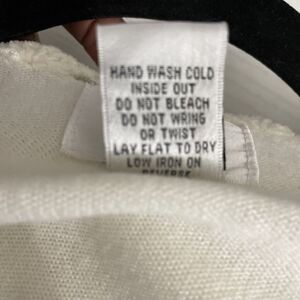 HAND WASH COLD
INSIDE OUT
DO NOT BLEACH
DO NOT WRING
OR TWIST
LAY FLAT TO DRY
LOW IRON ON
REVERSE